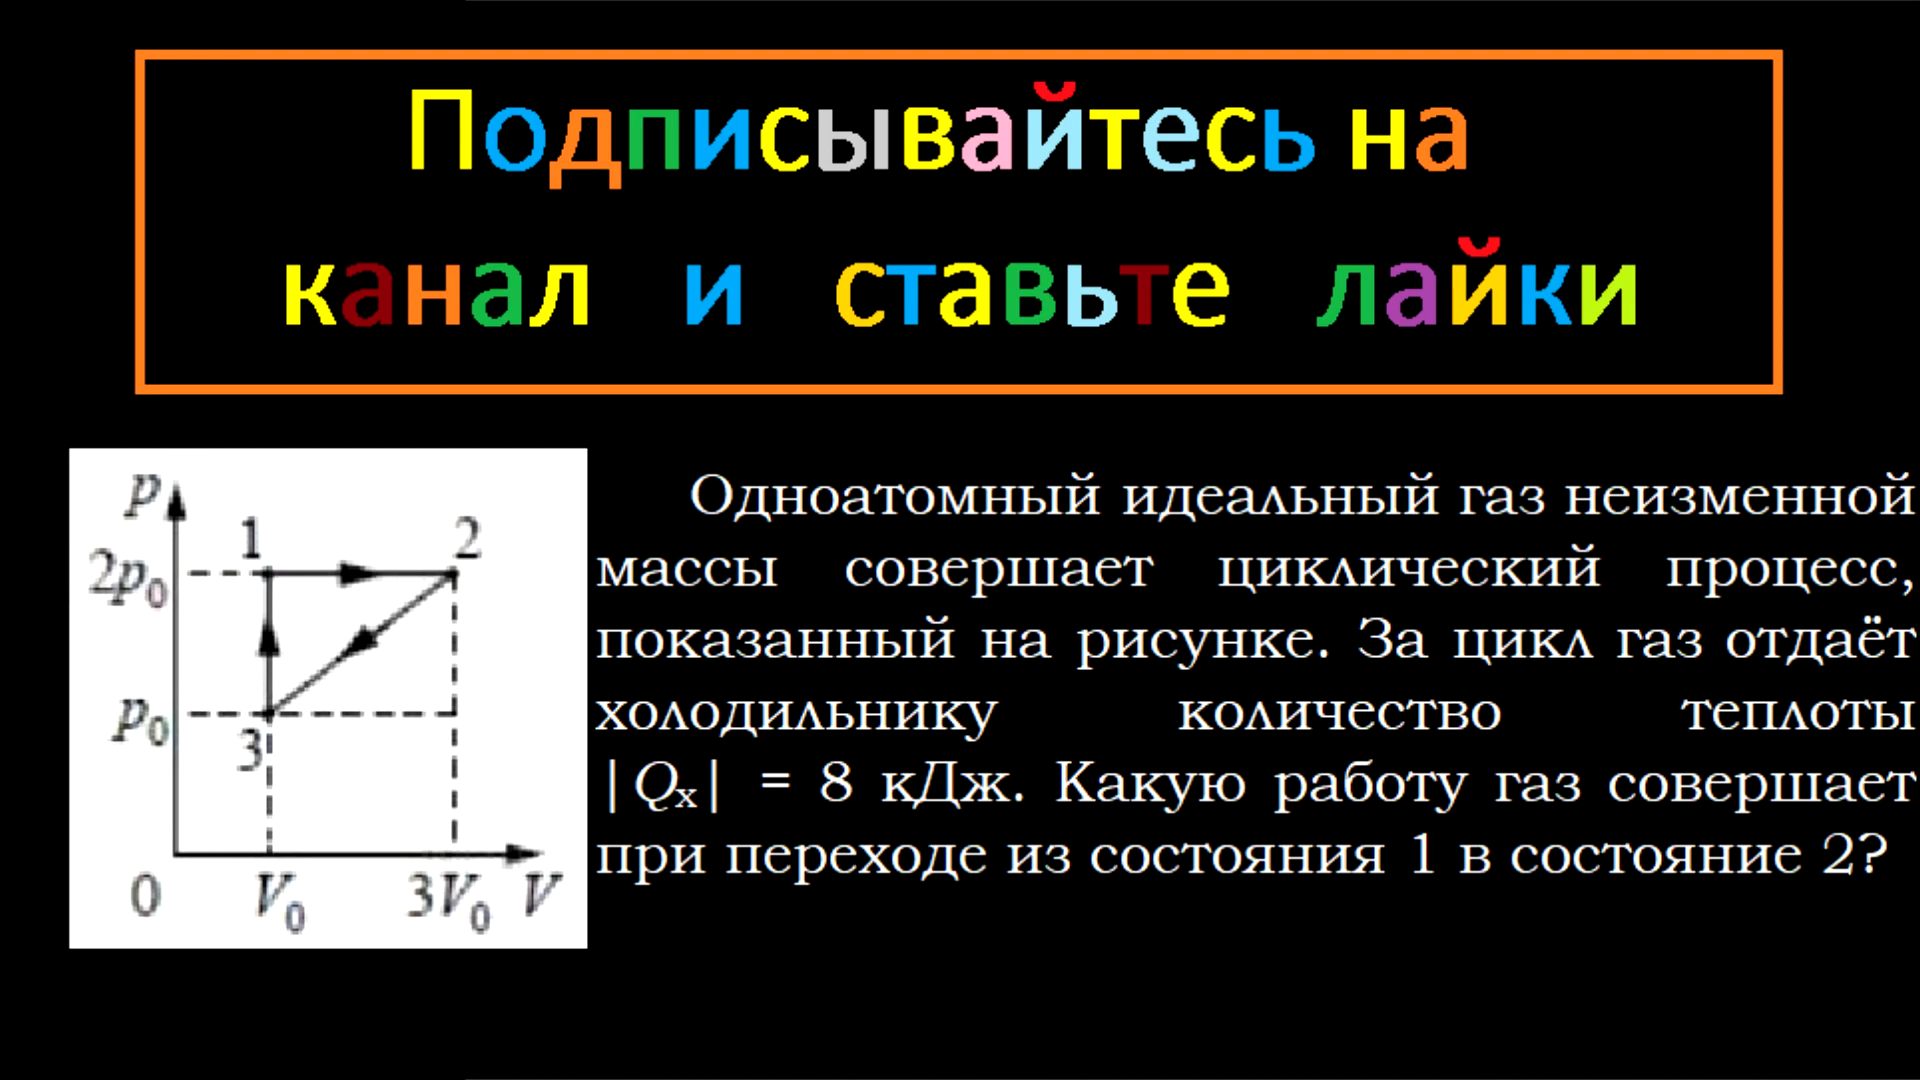 Подписывайтесь на
канал и ставьте лайки
p
1 2
2p₀
p₀
3
0 V₀ 3V₀ V
Одноатомный идеальный газ неизменной
массы совершает циклический процесс,
показанный на рисунке. За цикл газ отдаёт
холодильнику количество теплоты
|Qₓ| = 8 кДж. Какую работу газ совершает
при переходе из состояния 1 в состояние 2?